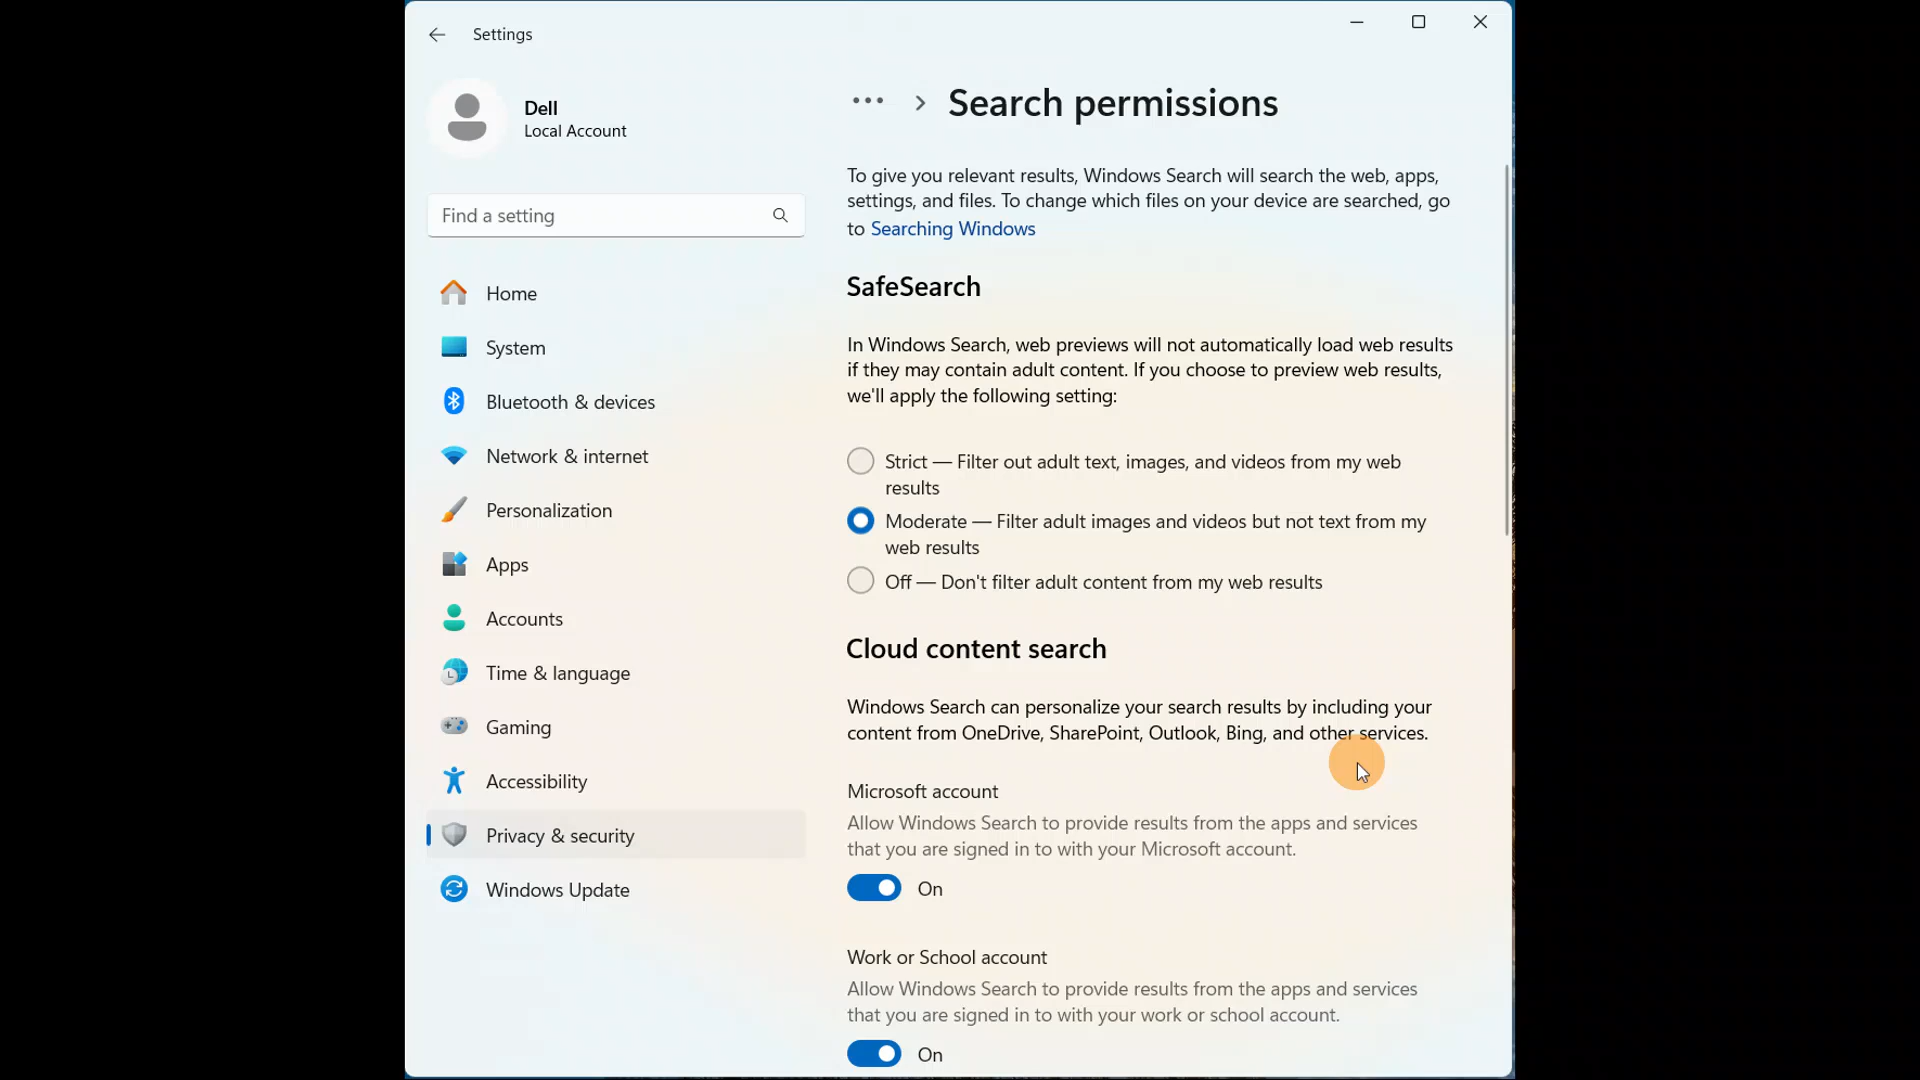 Settings
Dell
Local Account
Find a setting
Home
System
Bluetooth & devices
Network & internet
Personalization
Apps
Accounts
Time & language
Gaming
Accessibility
Privacy & security
Windows Update
Search permissions
To give you relevant results, Windows Search will search the web, apps,
settings, and files. To change which files on your device are searched, go
to Searching Windows
SafeSearch
In Windows Search, web previews will not automatically load web results
if they may contain adult content. If you choose to preview web results,
we'll apply the following setting:
Strict — Filter out adult text, images, and videos from my web
results
Moderate — Filter adult images and videos but not text from my
web results
Off — Don't filter adult content from my web results
Cloud content search
Windows Search can personalize your search results by including your
content from OneDrive, SharePoint, Outlook, Bing, and other services.
Microsoft account
Allow Windows Search to provide results from the apps and services
that you are signed in to with your Microsoft account.
On
Work or School account
Allow Windows Search to provide results from the apps and services
that you are signed in to with your work or school account.
On